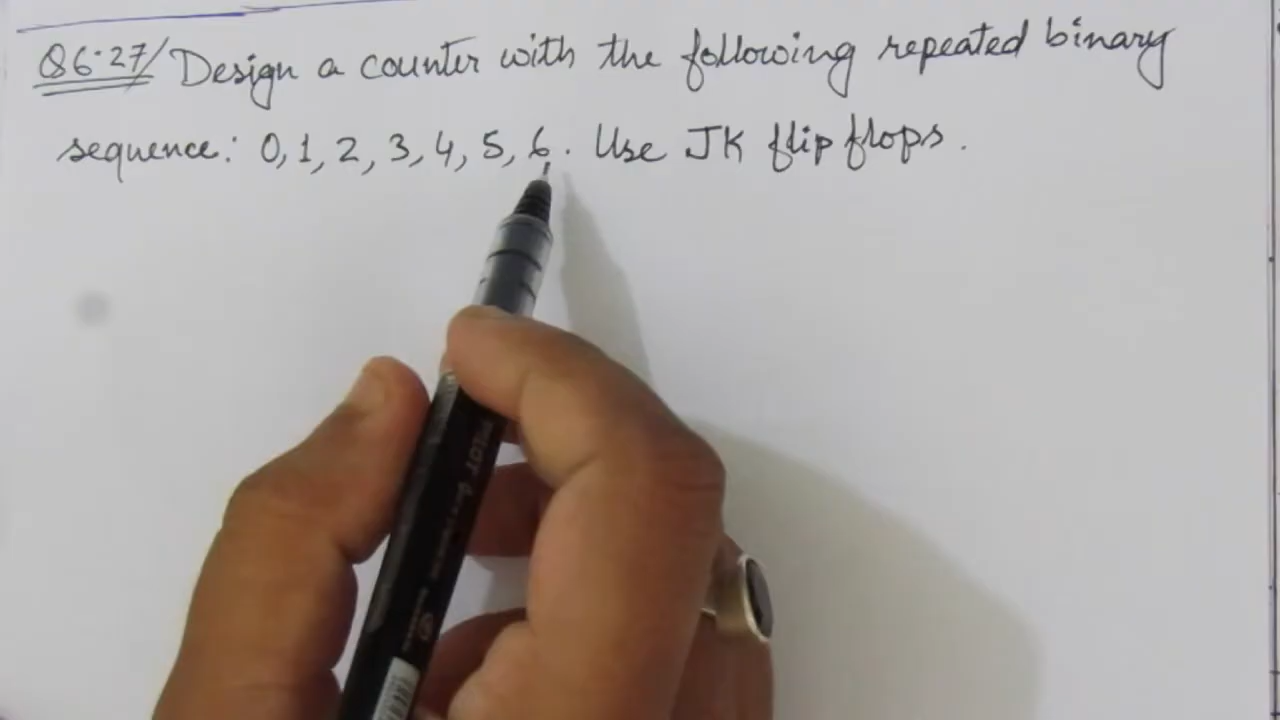 Q6.27/ Design a counter with the following repeated binary
sequence: 0, 1, 2, 3, 4, 5, 6. Use JK flip flops.
PILOT